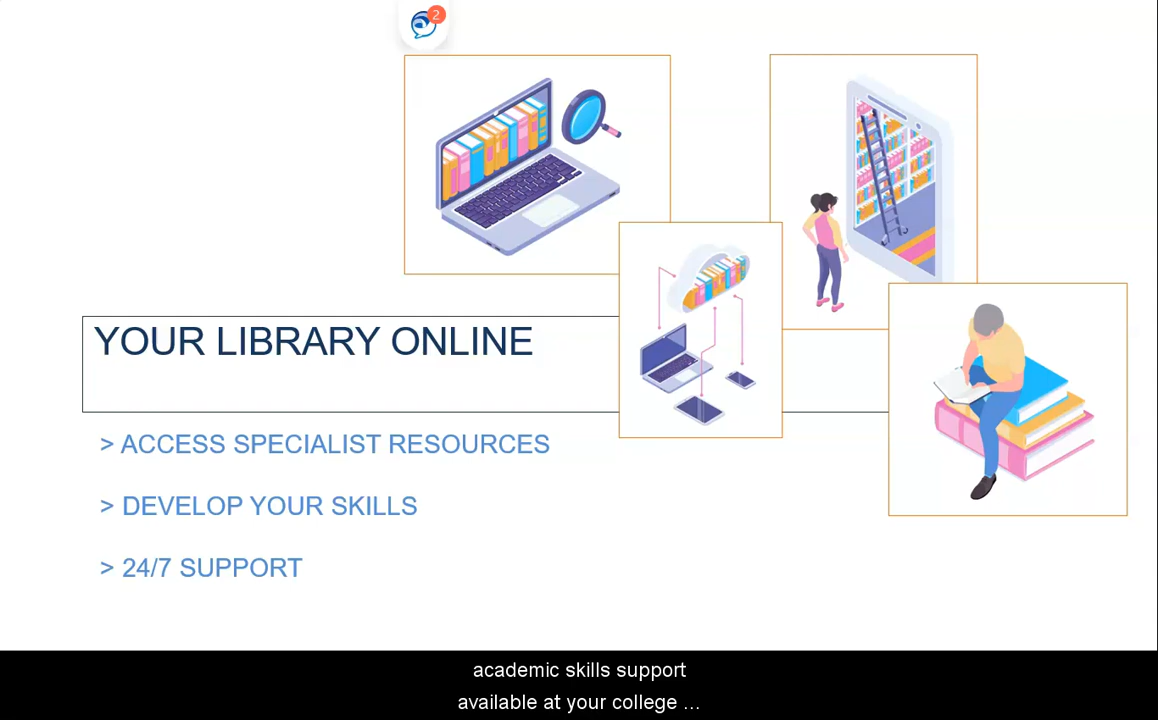 2
YOUR LIBRARY ONLINE
> ACCESS SPECIALIST RESOURCES
> DEVELOP YOUR SKILLS
> 24/7 SUPPORT
academic skills support
available at your college ...